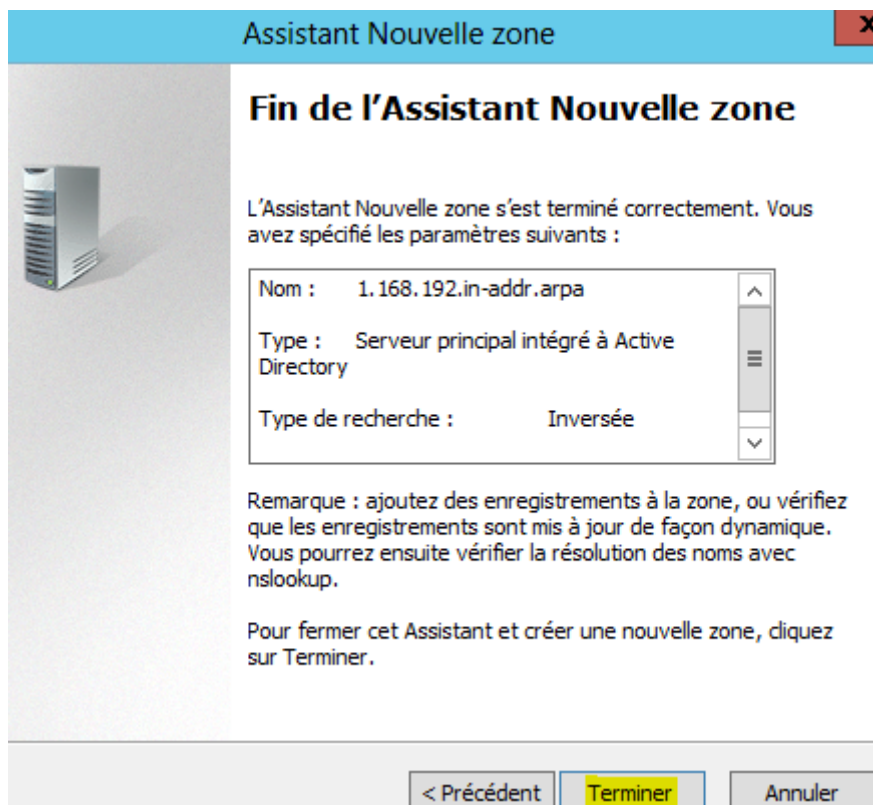 Assistant Nouvelle zone
x
Fin de l'Assistant Nouvelle zone
L'Assistant Nouvelle zone s'est terminé correctement. Vous
avez spécifié les paramètres suivants :
Nom : 1.168.192.in-addr.arpa
Type : Serveur principal intégré à Active
Directory
Type de recherche : Inversée
Remarque : ajoutez des enregistrements à la zone, ou vérifiez
que les enregistrements sont mis à jour de façon dynamique.
Vous pourrez ensuite vérifier la résolution des noms avec
nslookup.
Pour fermer cet Assistant et créer une nouvelle zone, cliquez
sur Terminer.
< Précédent Terminer Annuler